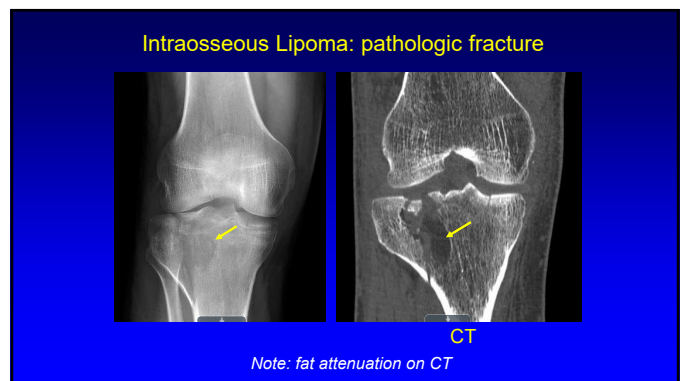 Intraosseous Lipoma: pathologic fracture
CT
Note: fat attenuation on CT